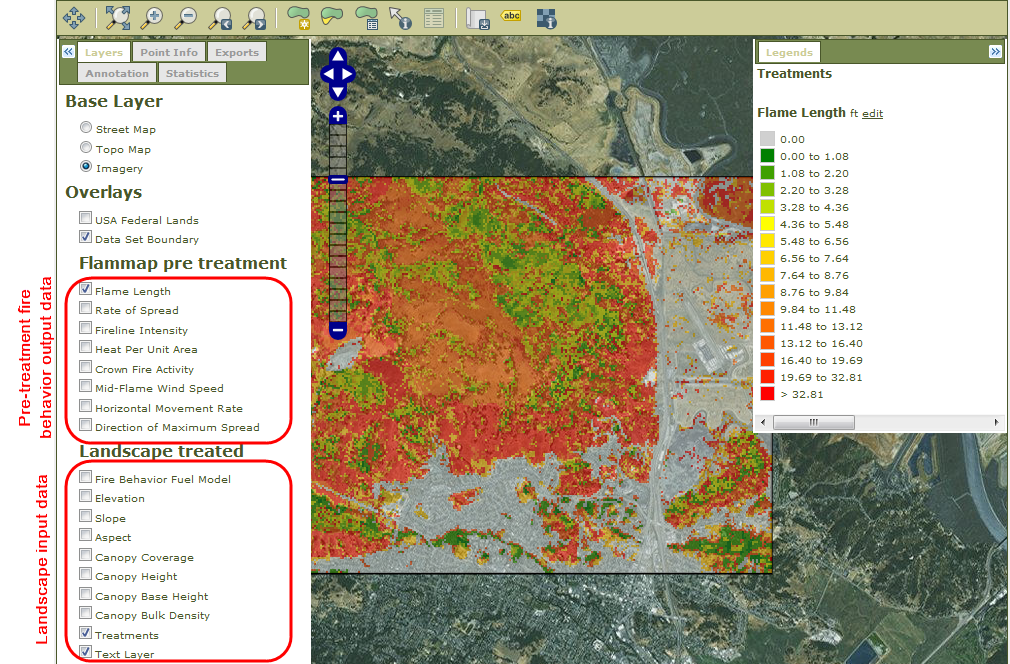 abc
Layers Point Info Exports
Annotation Statistics
Base Layer
Street Map
Topo Map
Imagery
Overlays
USA Federal Lands
Data Set Boundary
Flammap pre treatment
Flame Length
Rate of Spread
Fireline Intensity
Heat Per Unit Area
Crown Fire Activity
Mid-Flame Wind Speed
Horizontal Movement Rate
Direction of Maximum Spread
Landscape treated
Fire Behavior Fuel Model
Elevation
Slope
Aspect
Canopy Coverage
Canopy Height
Canopy Base Height
Canopy Bulk Density
Treatments
Text Layer
Pre-treatment fire
behavior output data
Landscape input data
Legends
Treatments
Flame Length ft edit
0.00
0.00 to 1.08
1.08 to 2.20
2.20 to 3.28
3.28 to 4.36
4.36 to 5.48
5.48 to 6.56
6.56 to 7.64
7.64 to 8.76
8.76 to 9.84
9.84 to 11.48
11.48 to 13.12
13.12 to 16.40
16.40 to 19.69
19.69 to 32.81
> 32.81